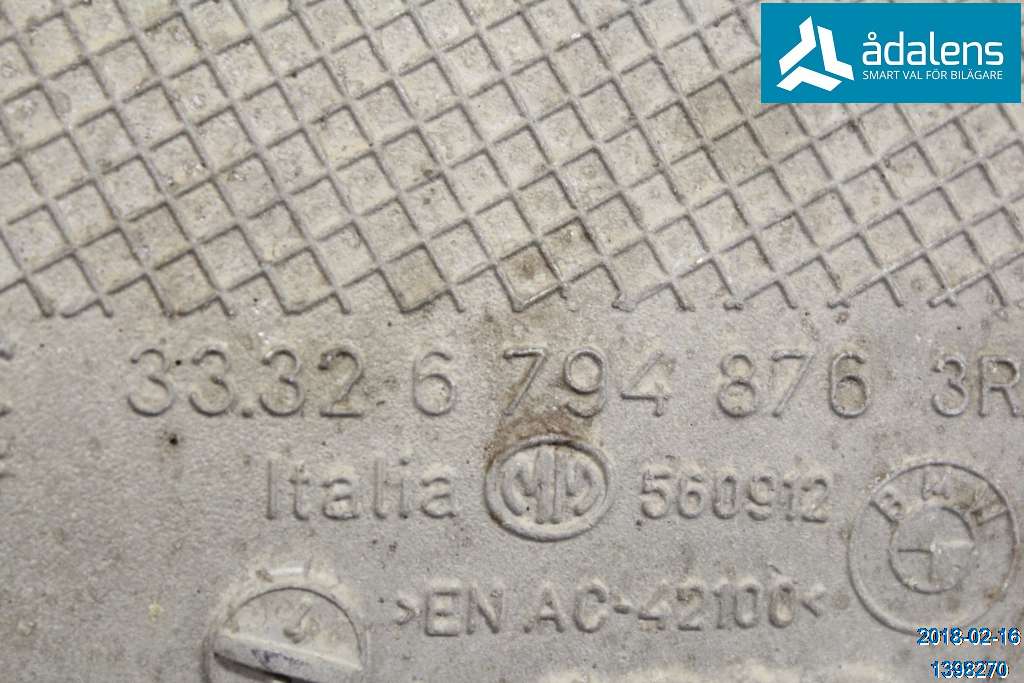 ådalens
SMART VAL FÖR BILÄGARE
33.32 6 794 876 3R
Italia 560912
BMW
>EN.AC-42100<
2018-02-16
1398270